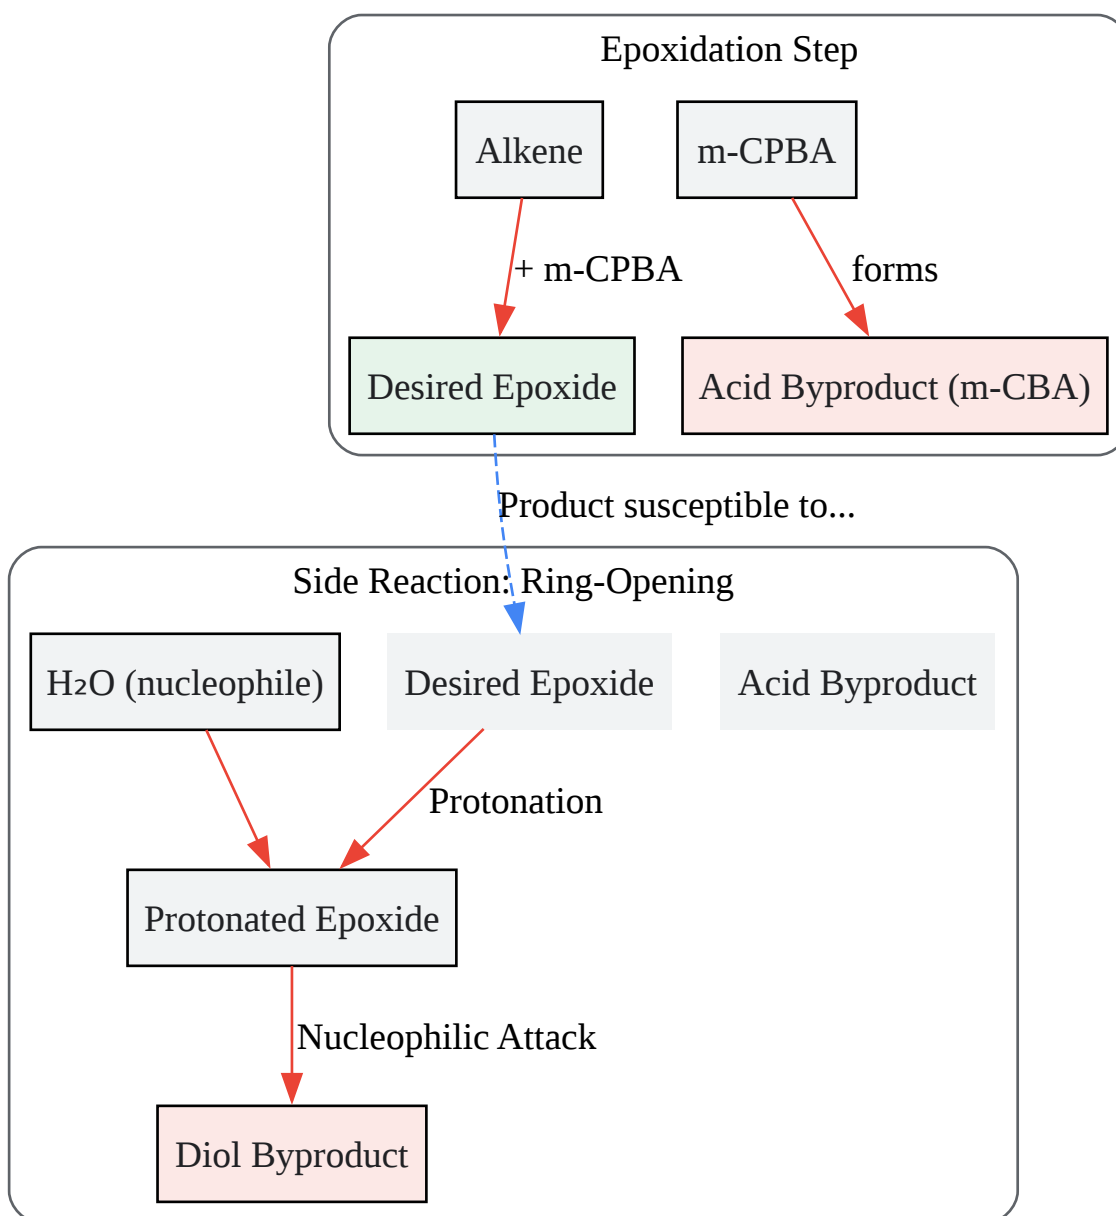 Epoxidation Step
Alkene
m-CPBA
+ m-CPBA
forms
Desired Epoxide
Acid Byproduct (m-CBA)
Product susceptible to...
Side Reaction: Ring-Opening
H₂O (nucleophile)
Desired Epoxide
Acid Byproduct
Protonation
Protonated Epoxide
Nucleophilic Attack
Diol Byproduct